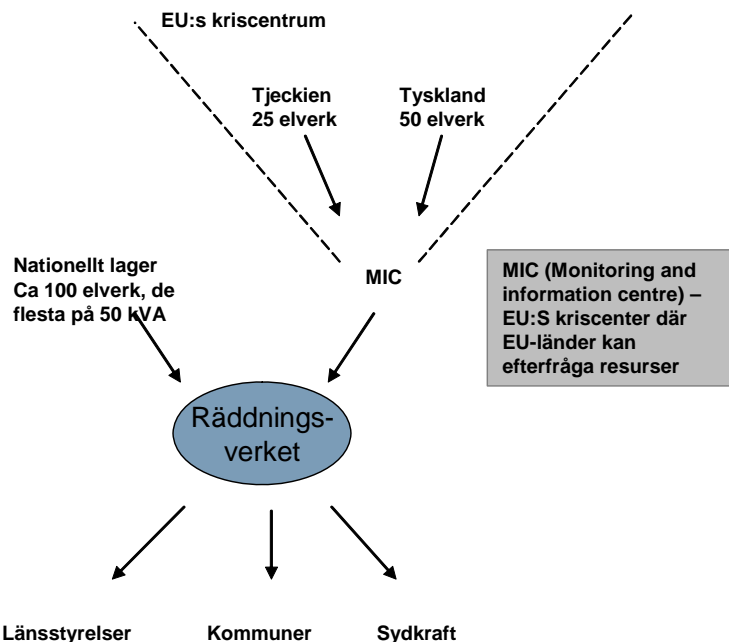 EU:s kriscentrum
Tjeckien
25 elverk
Tyskland
50 elverk
Nationellt lager
Ca 100 elverk, de
flesta på 50 kVA
MIC
MIC (Monitoring and
information centre) –
EU:S kriscenter där
EU-länder kan
efterfråga resurser
Räddnings-
verket
Länsstyrelser
Kommuner
Sydkraft